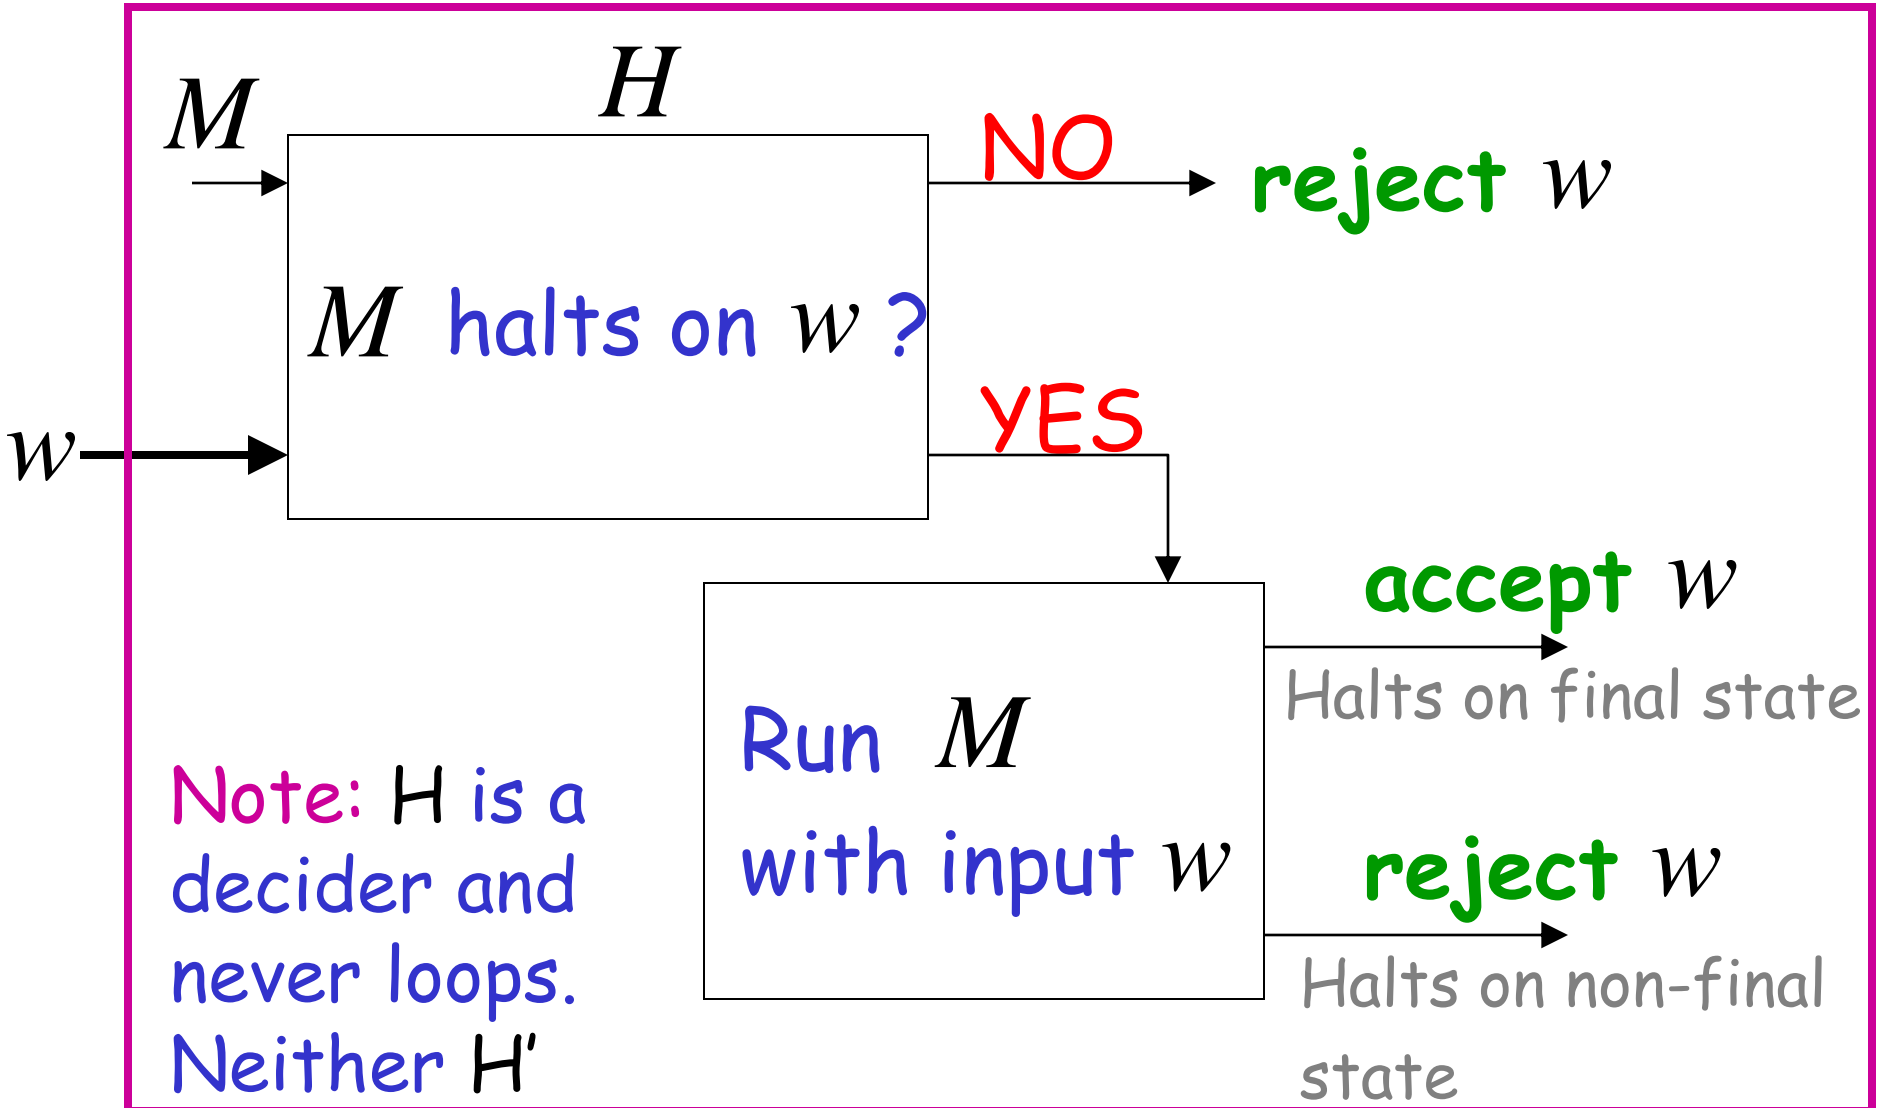 H
M
NO
reject w
M halts on w ?
YES
w
accept w
Halts on final state
Run M
with input w
Note: H is a
decider and
never loops.
Neither H'
reject w
Halts on non-final
state